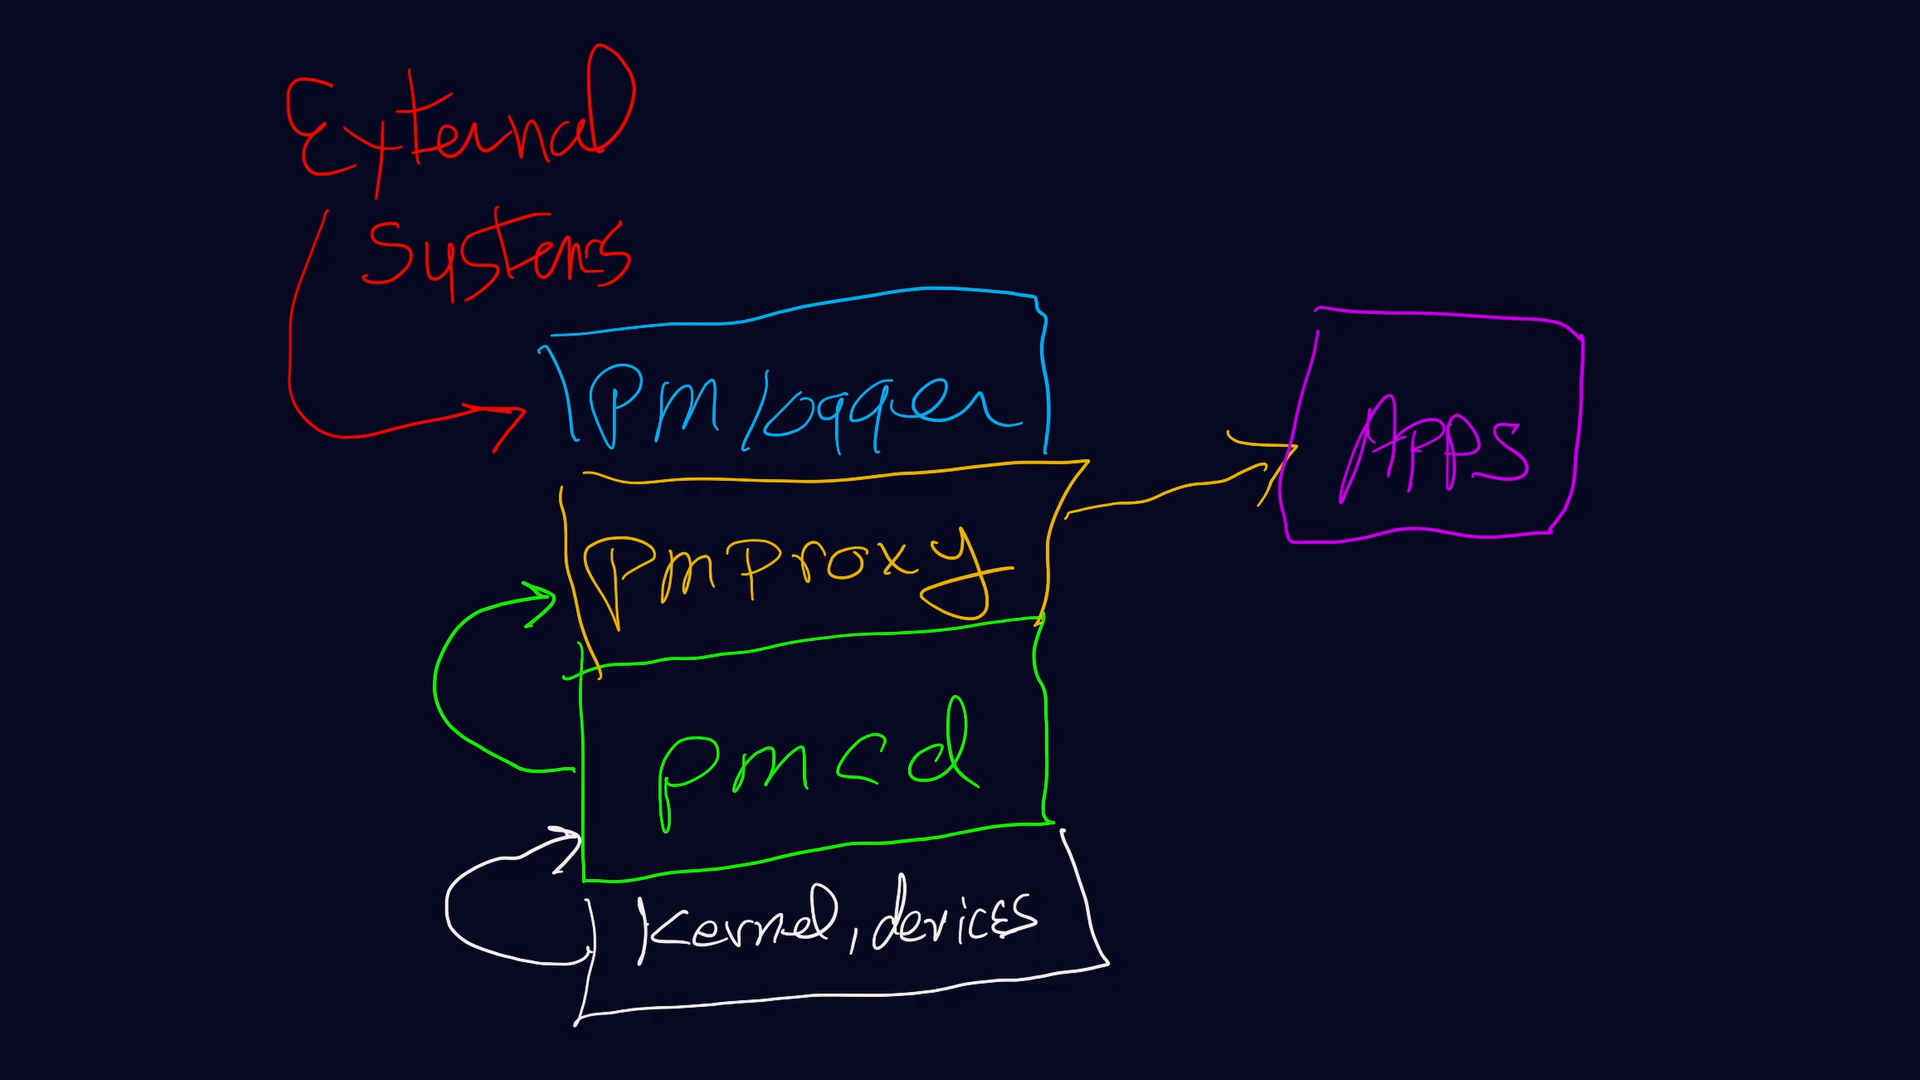 External
Systems
PMlogger
Apps
pmproxy
pmcd
kernel, devices